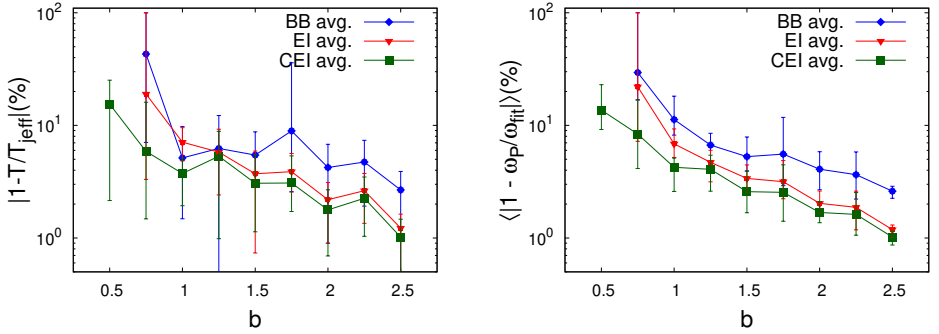 10²
10¹
10⁰
|1-T/T_jeff|(%)
BB avg.
EI avg.
CEI avg.
0.5 1 1.5 2 2.5
b
10²
10¹
10⁰
⟨|1 - ω_P/ω_fit|⟩(%)
BB avg.
EI avg.
CEI avg.
0.5 1 1.5 2 2.5
b